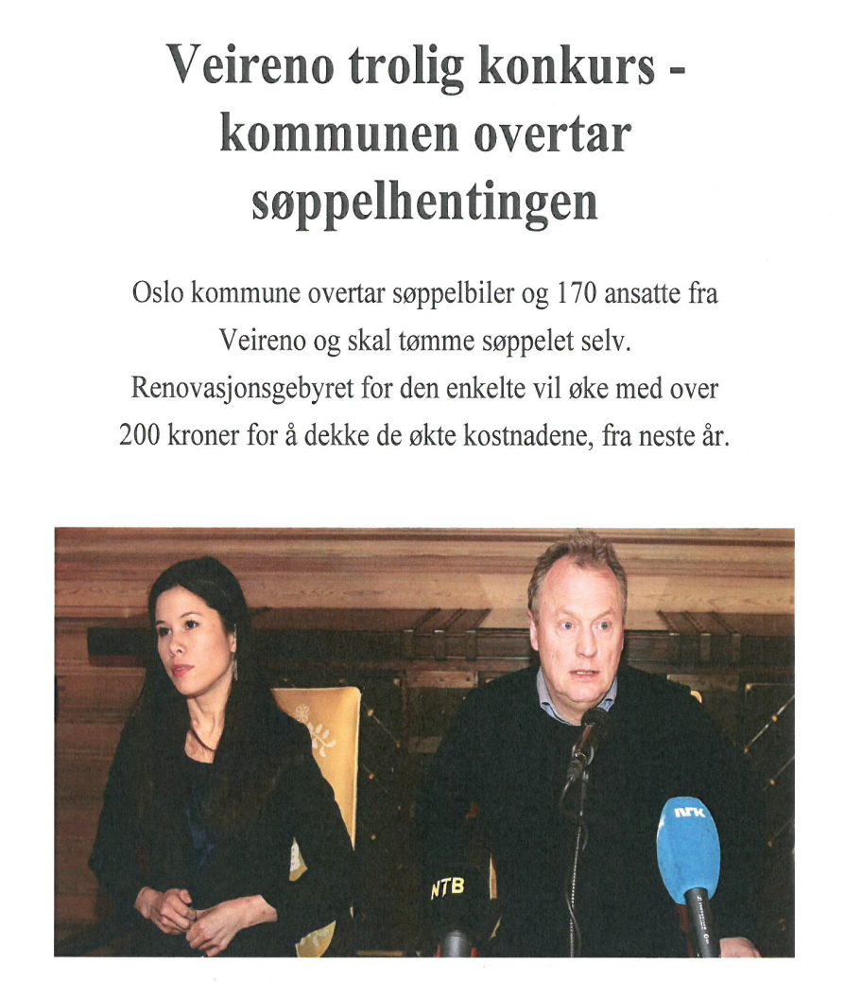 Veireno trolig konkurs -
kommunen overtar
søppelhentingen
Oslo kommune overtar søppelbiler og 170 ansatte fra
Veireno og skal tømme søppelet selv.
Renovasjonsgebyret for den enkelte vil øke med over
200 kroner for å dekke de økte kostnadene, fra neste år.
NTB
NRK